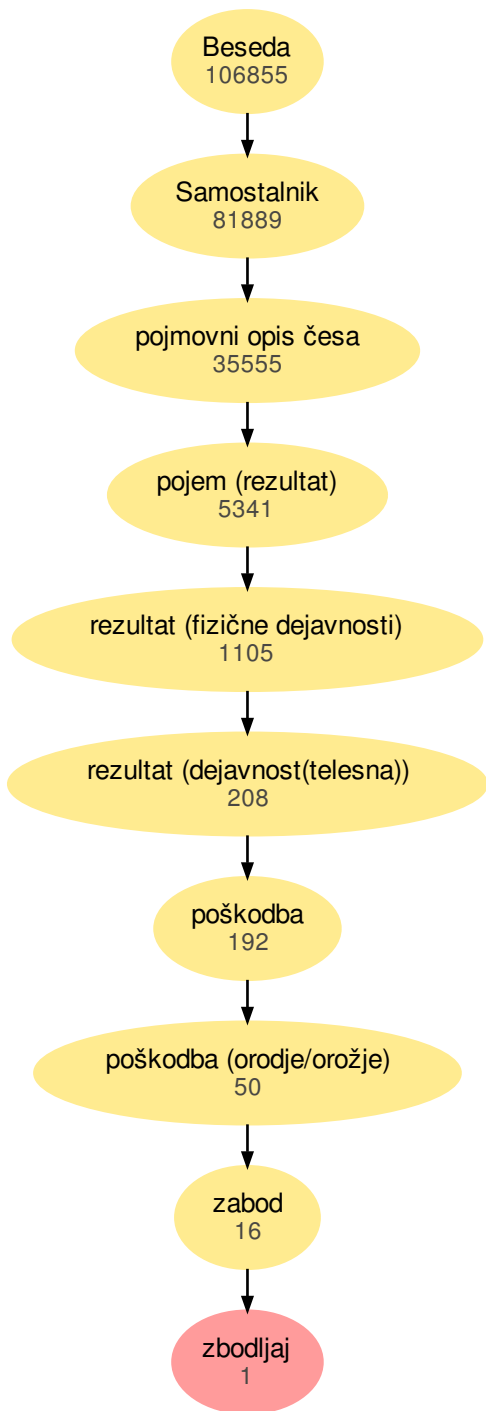 Beseda
106855
Samostalnik
81889
pojmovni opis česa
35555
pojem (rezultat)
5341
rezultat (fizične dejavnosti)
1105
rezultat (dejavnost(telesna))
208
poškodba
192
poškodba (orodje/orožje)
50
zabod
16
zbodljaj
1